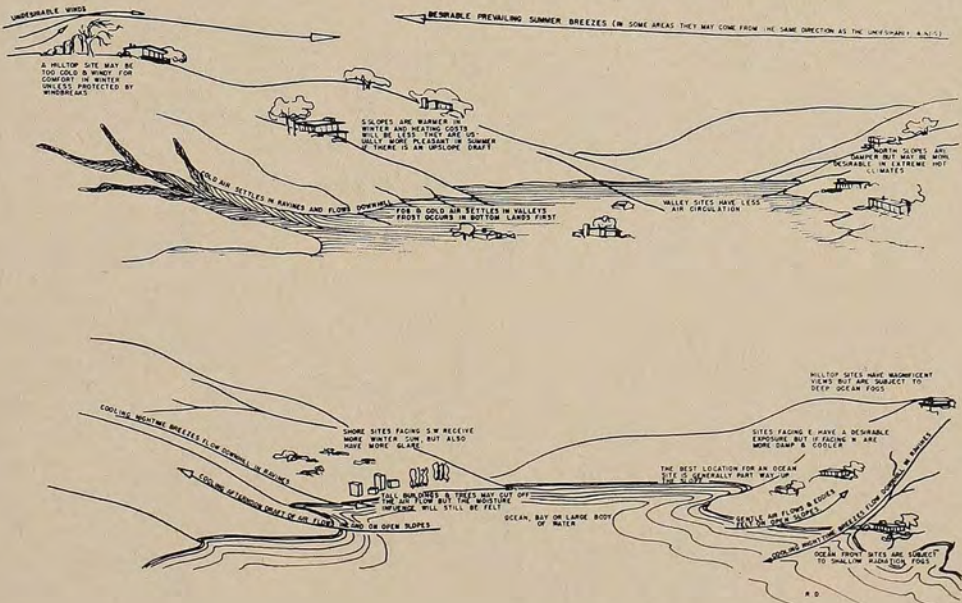 UNDESIRABLE WINDS
DESIRABLE PREVAILING SUMMER BREEZES (IN SOME AREAS THEY MAY COME FROM THE SAME DIRECTION AS THE UNDESIRABLE WINDS)
A HILLTOP SITE MAY BE
TOO COLD & WINDY FOR
COMFORT IN WINTER
UNLESS PROTECTED BY
WINDBREAKS
S.SLOPES ARE WARMER IN
WINTER AND HEATING COSTS
WILL BE LESS THEY ARE US-
UALLY MORE PLEASANT IN SUMMER
IF THERE IS AN UPSLOPE DRAFT
NORTH SLOPES ARE
DAMPER BUT MAY BE MORE
DESIRABLE IN EXTREME HOT
CLIMATES
COLD AIR SETTLES IN RAVINES AND FLOWS DOWNHILL
FOG & COLD AIR SETTLES IN VALLEYS
FROST OCCURS IN BOTTOM LANDS FIRST
VALLEY SITES HAVE LESS
AIR CIRCULATION
HILLTOP SITES HAVE MAGNIFICENT
VIEWS BUT ARE SUBJECT TO
DEEP OCEAN FOGS
COOLING NIGHTTIME BREEZES FLOW DOWNHILL IN RAVINES
SHORE SITES FACING S.W RECEIVE
MORE WINTER SUN, BUT ALSO
HAVE MORE GLARE
SITES FACING E. HAVE A DESIRABLE
EXPOSURE BUT IF FACING N. ARE
MORE DAMP & COOLER
THE BEST LOCATION FOR AN OCEAN
SITE IS GENERALLY PART WAY UP
THE SLOPE
COOLING AFTERNOON DRAFT OF AIR FLOWS IN AND ON OPEN SLOPES
TALL BUILDINGS & TREES MAY CUT OFF
THE AIR FLOW BUT THE MOISTURE
INFUENCE WILL STILL BE FELT
OCEAN, BAY OR LARGE BODY
OF WATER
GENTLE AIR FLOWS & EDDIES
FELT ON OPEN SLOPES
COOLING NIGHTTIME BREEZES FLOW DOWNHILL IN RAVINES
OCEAN FRONT SITES ARE SUBJECT
TO SHALLOW RADIATION FOGS
R D